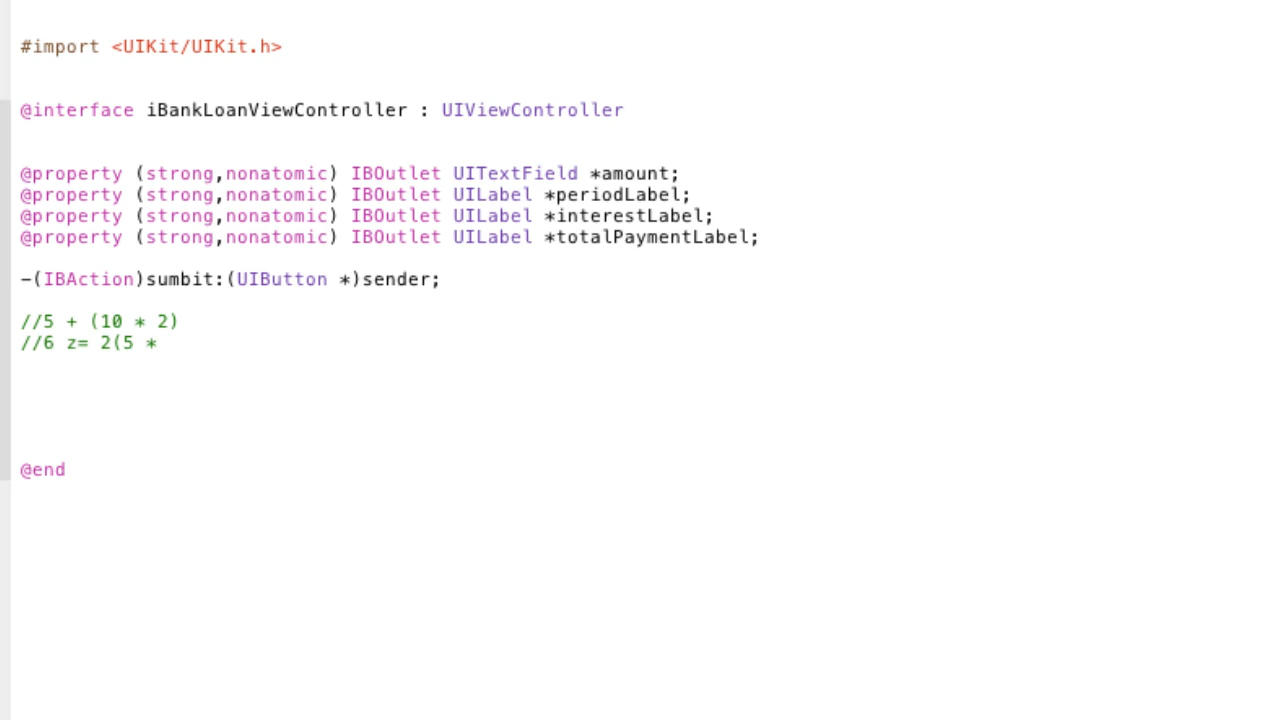 #import <UIKit/UIKit.h>
@interface iBankLoanViewController : UIViewController
@property (strong,nonatomic) IBOutlet UITextField *amount;
@property (strong,nonatomic) IBOutlet UILabel *periodLabel;
@property (strong,nonatomic) IBOutlet UILabel *interestLabel;
@property (strong,nonatomic) IBOutlet UILabel *totalPaymentLabel;
-(IBAction)sumbit:(UIButton *)sender;
//5 + (10 * 2)
//6 z= 2(5 *
@end